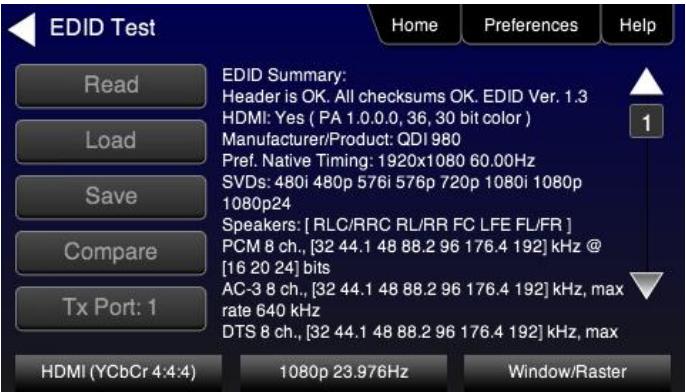 EDID Test
Home
Preferences
Help
Read
Load
Save
Compare
Tx Port: 1
EDID Summary:
Header is OK. All checksums OK. EDID Ver. 1.3
HDMI: Yes ( PA 1.0.0.0, 36, 30
bit color )
Manufacturer/Product: QDI 980
Pref. Native Timing: 1920x1080 60.00Hz
SVDs: 480i 480p 576i 576p 720p 1080i 1080p
1080p24
Speakers: [ RLC/RRC RL/RR FC LFE FL/FR ]
PCM 8 ch., [32 44.1 48 88.2 96 176.4 192] kHz @
[16 20 24] bits
AC-3 8 ch., [32 44.1 48 88.2 96 176.4 192] kHz, max
rate 640 kHz
DTS 8 ch., [32 44.1 48 88.2 96 176.4 192] kHz, max
1
HDMI (YCbCr 4:4:4)
1080p 23.976Hz
Window/Raster